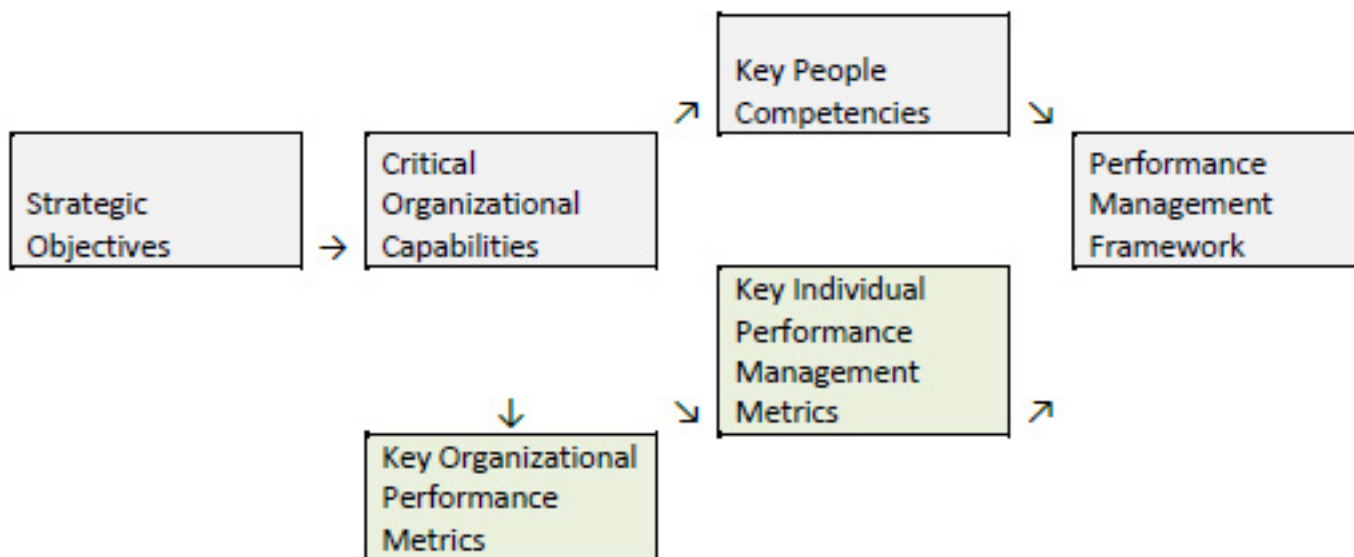 Strategic
Objectives
→
Critical
Organizational
Capabilities
↗
Key People
Competencies
↘
Performance
Management
Framework
↓
Key Organizational
Performance
Metrics
↘
Key Individual
Performance
Management
Metrics
↗